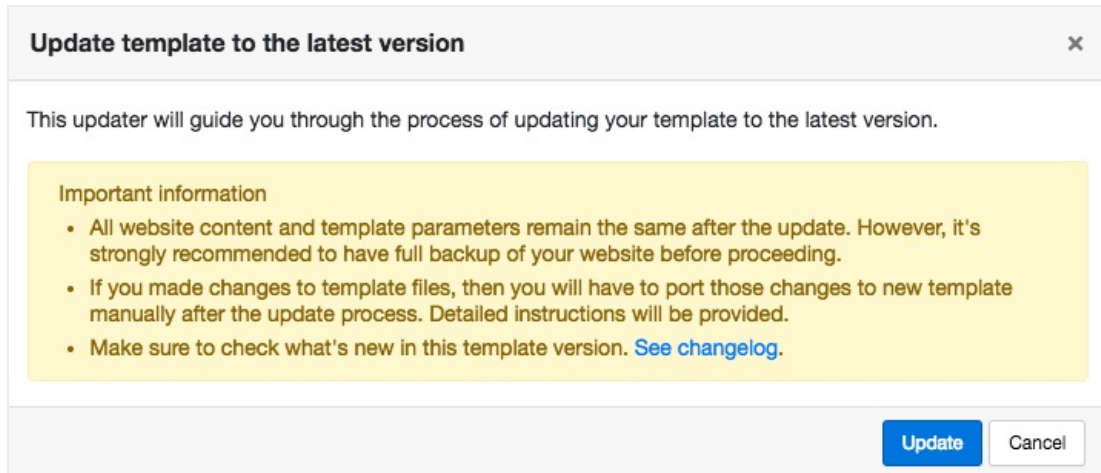 Update template to the latest version
×
This updater will guide you through the process of updating your template to the latest version.
Important information
• All website content and template parameters remain the same after the update. However, it's
strongly recommended to have full backup of your website before proceeding.
• If you made changes to template files, then you will have to port those changes to new template
manually after the update process. Detailed instructions will be provided.
• Make sure to check what's new in this template version. See changelog.
Update Cancel